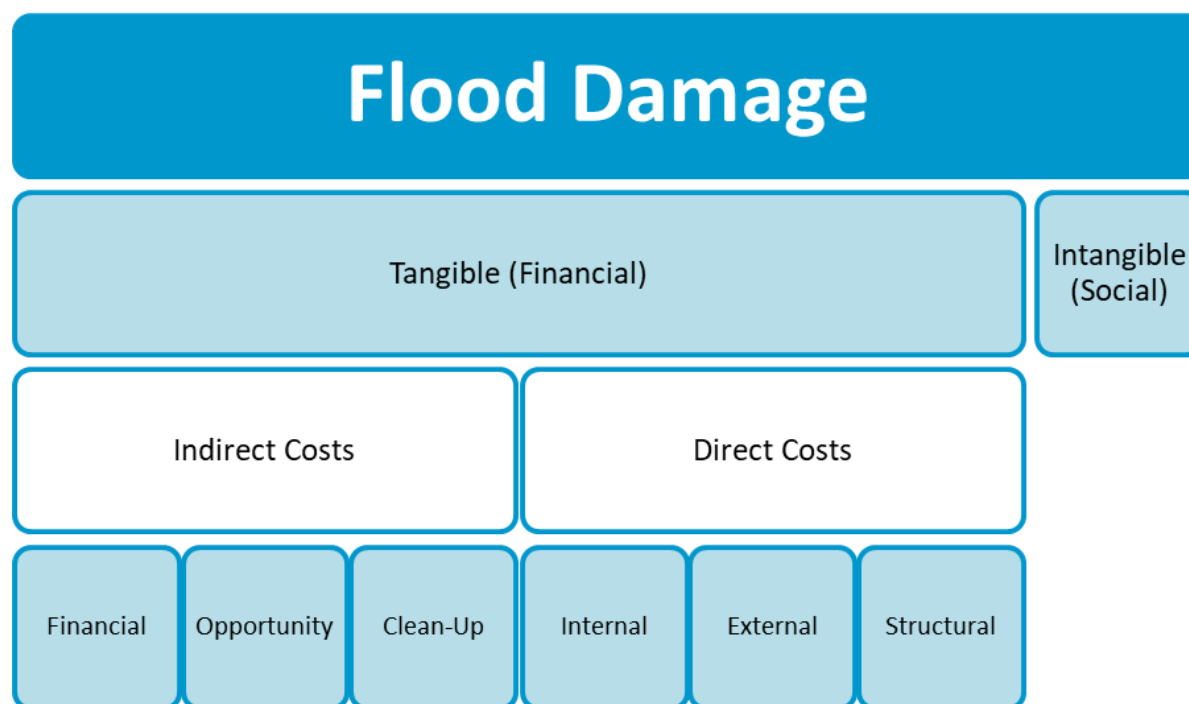 Flood Damage
Tangible (Financial)
Intangible
(Social)
Indirect Costs
Direct Costs
Financial
Opportunity
Clean-Up
Internal
External
Structural